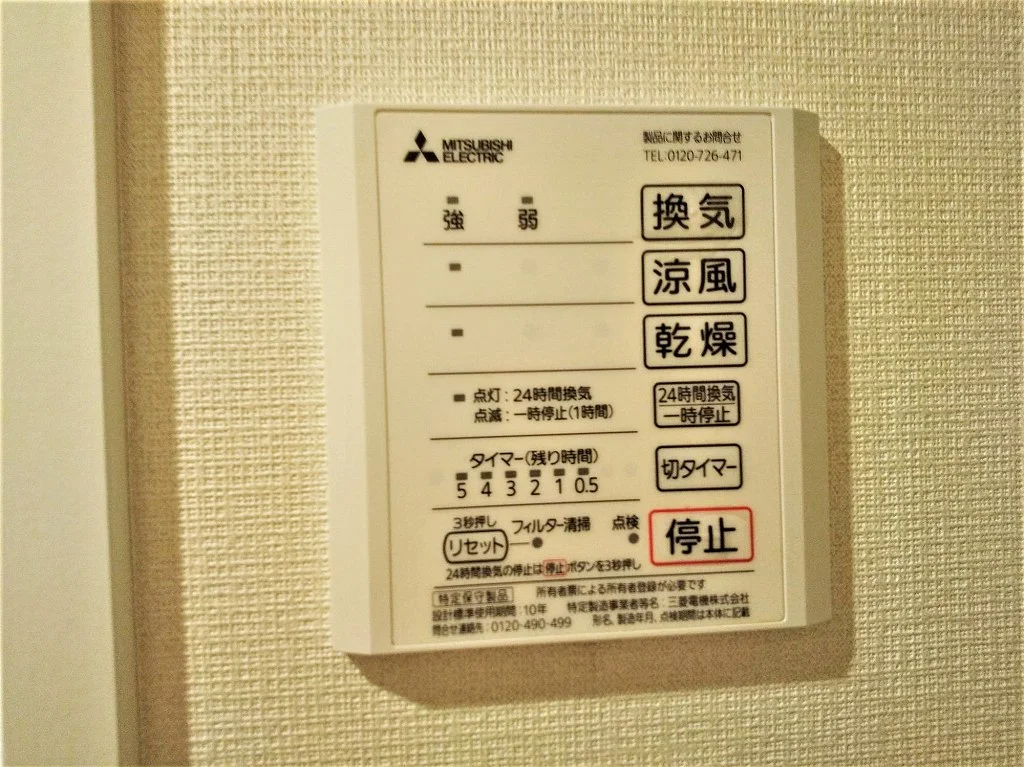 MITSUBISHI
ELECTRIC
製品に関するお問合せ
TEL:0120-726-471
強 弱
換気
涼風
乾燥
点灯:24時間換気
点滅:一時停止(1時間)
24時間換気
一時停止
タイマー(残り時間)
5 4 3 2 1 0.5
切タイマー
3秒押し
リセット
フィルター清掃
点検
停止
24時間換気の停止は停止ボタンを3秒押し
特定保守製品 所有者票による所有者登録が必要です
設計標準使用期間:10年 特定製造事業者等名:三菱電機株式会社
問合せ連絡先:0120-490-499 形名、製造年月、点検期間は本体に記載